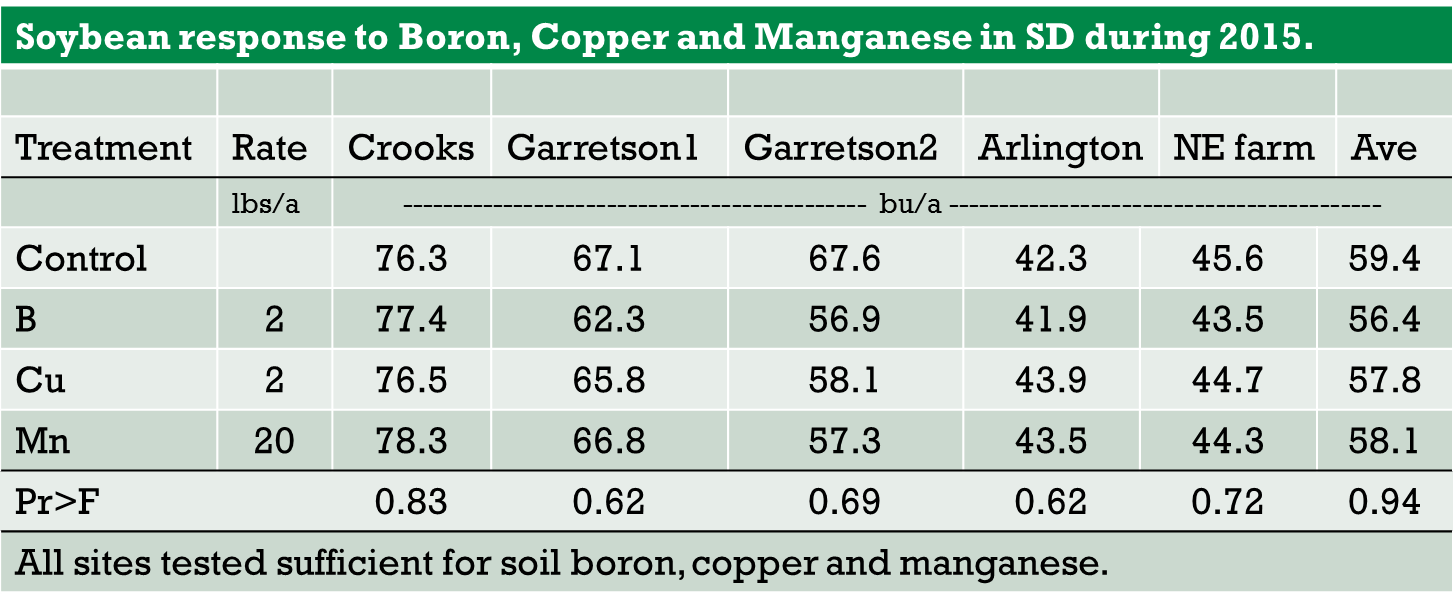 Soybean response to Boron, Copper and Manganese in SD during 2015.
Treatment Rate Crooks Garretson1 Garretson2 Arlington NE farm Ave
lbs/a ---------------------------------------------- bu/a -------------------------------------------
Control 76.3 67.1 67.6 42.3 45.6 59.4
B 2 77.4 62.3 56.9 41.9 43.5 56.4
Cu 2 76.5 65.8 58.1 43.9 44.7 57.8
Mn 20 78.3 66.8 57.3 43.5 44.3 58.1
Pr>F 0.83 0.62 0.69 0.62 0.72 0.94
All sites tested sufficient for soil boron, copper and manganese.